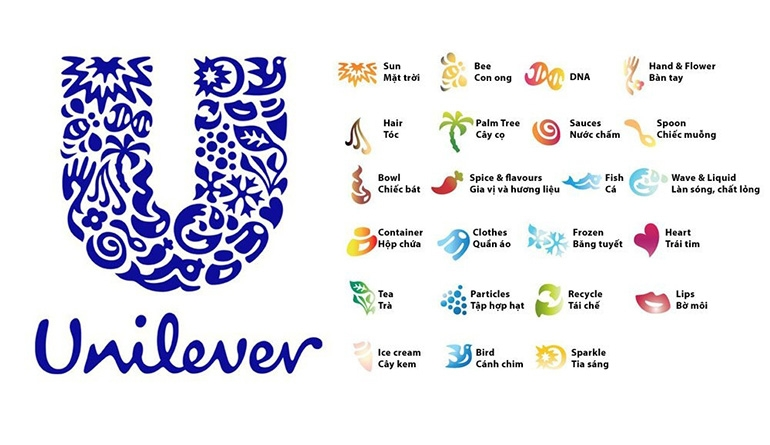 Unilever
Sun
Mặt trời
Bee
Con ong
DNA
Hand & Flower
Bàn tay
Hair
Tóc
Palm Tree
Cây cọ
Sauces
Nước chấm
Spoon
Chiếc muỗng
Bowl
Chiếc bát
Spice & flavours
Gia vị và hương liệu
Fish
Cá
Wave & Liquid
Làn sóng, chất lỏng
Container
Hộp chứa
Clothes
Quần áo
Frozen
Băng tuyết
Heart
Trái tim
Tea
Trà
Particles
Tập hợp hạt
Recycle
Tái chế
Lips
Bờ môi
Ice cream
Cây kem
Bird
Cánh chim
Sparkle
Tia sáng